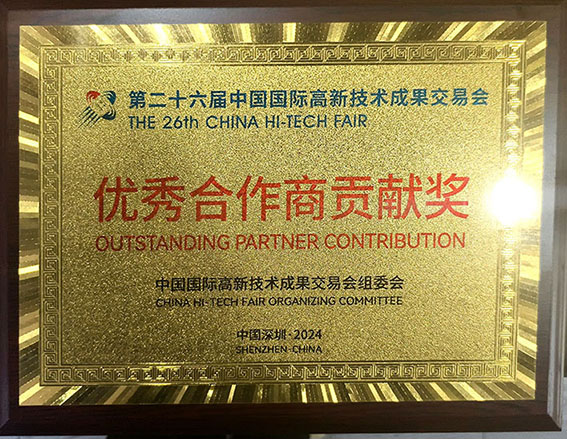 第二十六届中国国际高新技术成果交易会
THE 26th CHINA HI-TECH FAIR
优秀合作商贡献奖
OUTSTANDING PARTNER CONTRIBUTION
中国国际高新技术成果交易会组委会
CHINA HI-TECH FAIR ORGANIZING COMMITTEE
中国深圳·2024
SHENZHEN·CHINA